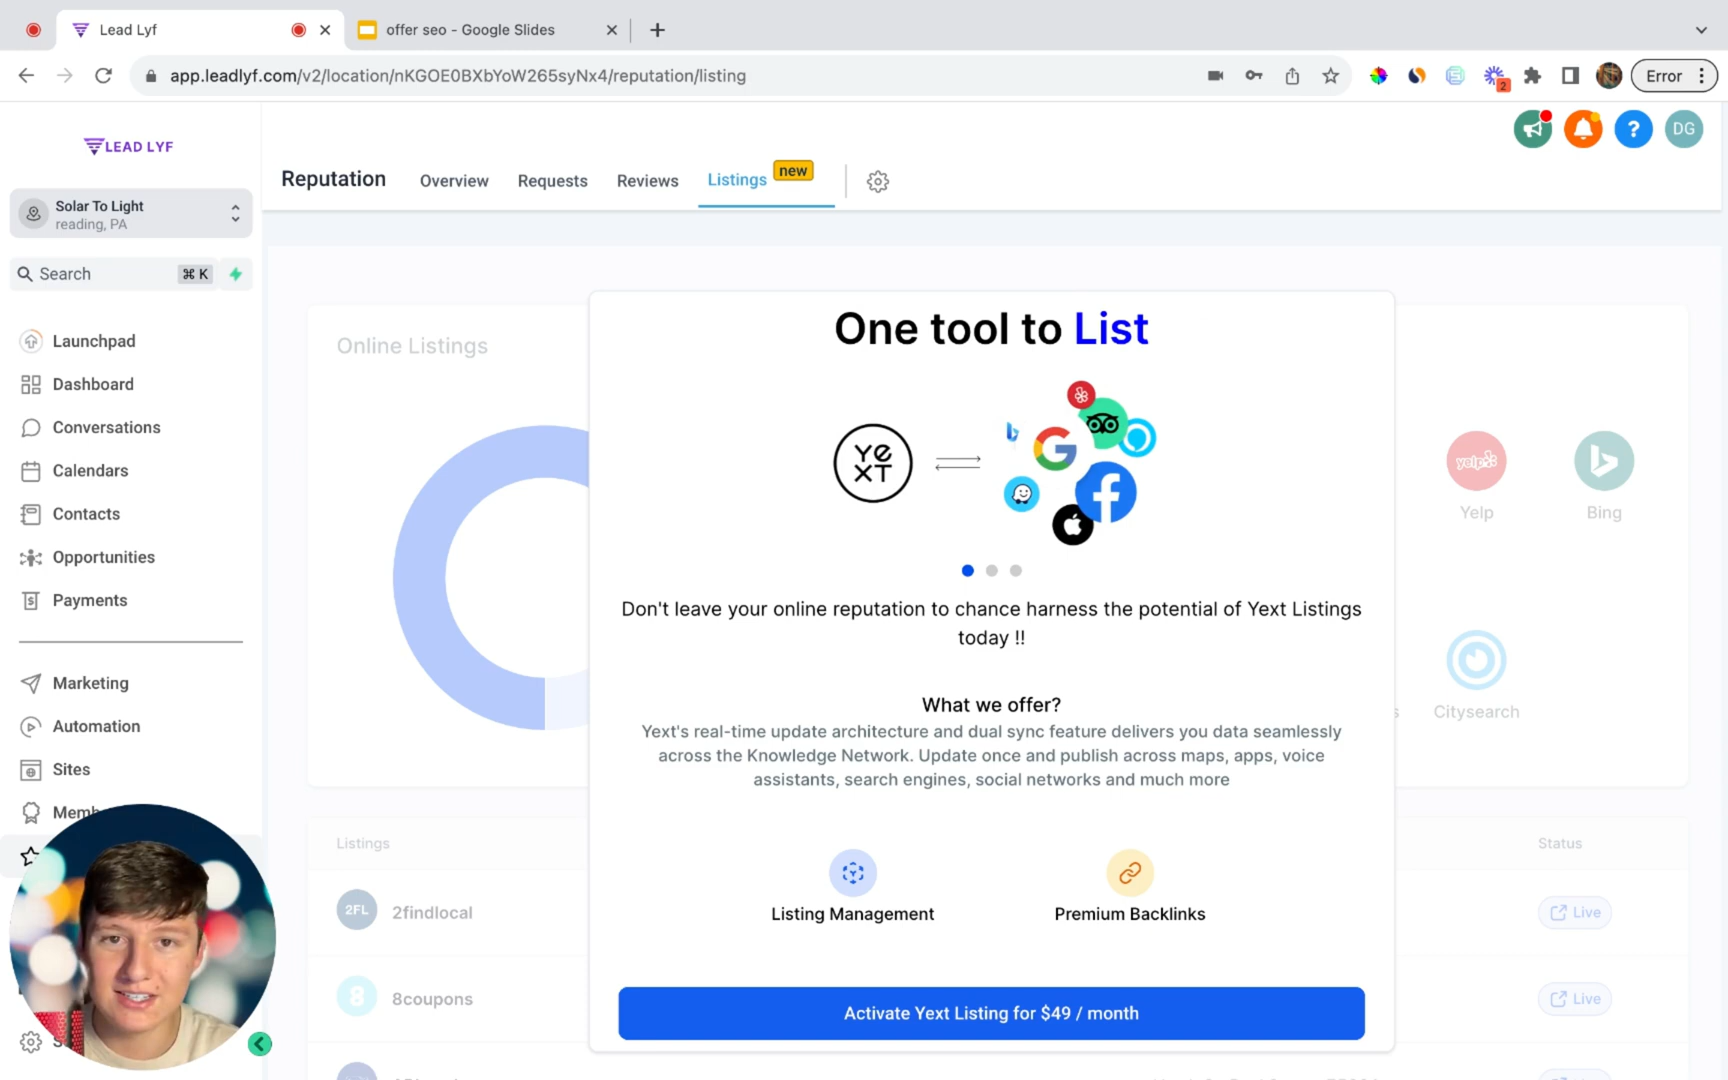 Lead Lyf
offer seo - Google Slides
app.leadlyf.com/v2/location/nKGOE0BXbYoW265syNx4/reputation/listing
2
Error
LEAD LYF
?
DG
Reputation
Overview
Requests
Reviews
Listings
new
Solar To Light
reading, PA
Search
⌘ K
Launchpad
Dashboard
Conversations
Calendars
Contacts
Opportunities
Payments
Marketing
Automation
Sites
Memb
Online Listings
One tool to List
YEXT
Don't leave your online reputation to chance harness the potential of Yext Listings
today !!
What we offer?
Yext's real-time update architecture and dual sync feature delivers you data seamlessly
across the Knowledge Network. Update once and publish across maps, apps, voice
assistants, search engines, social networks and much more
Listing Management
Premium Backlinks
Activate Yext Listing for $49 / month
yelp
Yelp
Bing
Citysearch
Listings
Status
2FL
2findlocal
Live
8
8coupons
Live